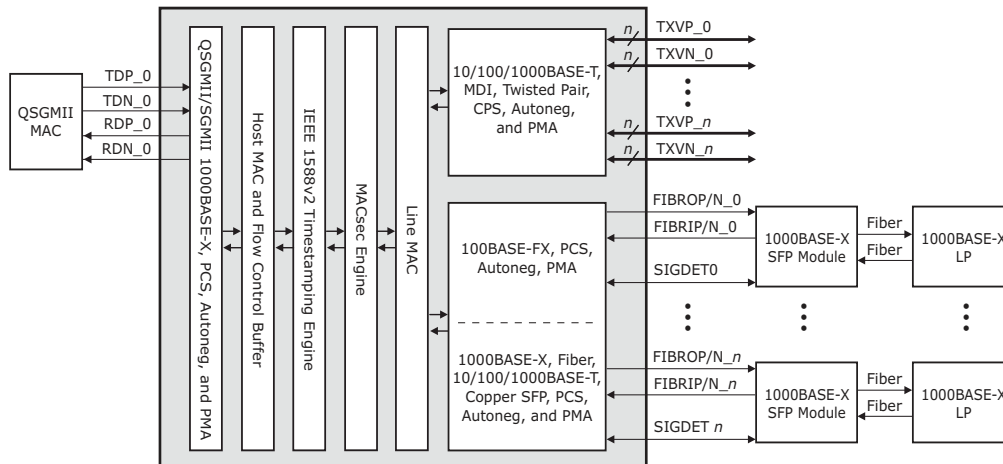 QSGMII
MAC
TDP_0
TDN_0
RDP_0
RDN_0
QSGMII/SGMII 1000BASE-X, PCS, Autoneg, and PMA
Host MAC and Flow Control Buffer
IEEE 1588v2 Timestamping Engine
MACsec Engine
Line MAC
10/100/1000BASE-T,
MDI, Twisted Pair,
CPS, Autoneg,
and PMA
n TXVP_0
n TXVN_0
n TXVP_n
n TXVN_n
100BASE-FX, PCS,
Autoneg, PMA
1000BASE-X, Fiber,
10/100/1000BASE-T,
Copper SFP, PCS,
Autoneg, and PMA
FIBROP/N_0
FIBRIP/N_0
SIGDET0
1000BASE-X
SFP Module
Fiber
Fiber
1000BASE-X
LP
FIBROP/N_n
FIBRIP/N_n
SIGDET n
1000BASE-X
SFP Module
Fiber
Fiber
1000BASE-X
LP